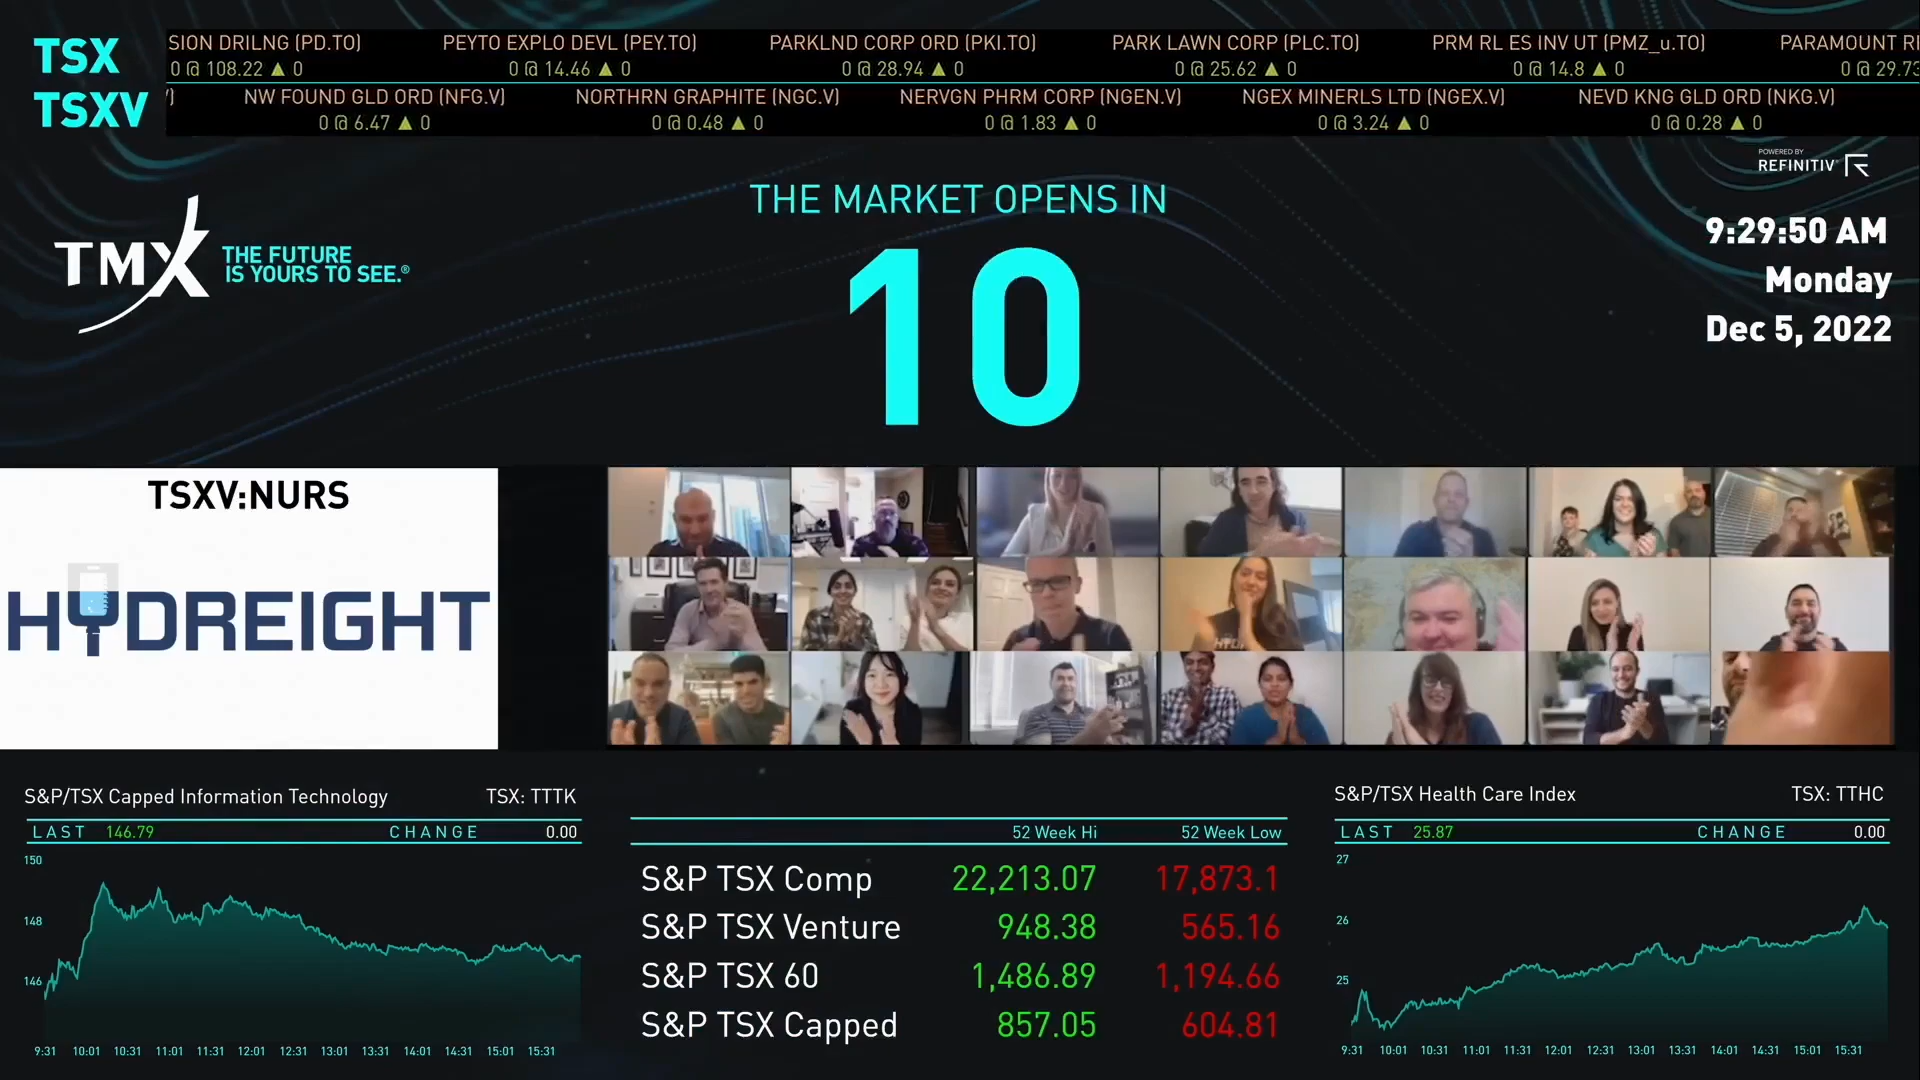 TSX
SION DRILNG (PD.TO) PEYTO EXPLO DEVL (PEY.TO) PARKLND CORP ORD (PKI.TO) PARK LAWN CORP (PLC.TO) PRM RL ES INV UT (PMZ_u.TO) PARAMOUNT RI
0 @ 108.22 ▲ 0 0 @ 14.46 ▲ 0 0 @ 28.94 ▲ 0 0 @ 25.62 ▲ 0 0 @ 14.8 ▲ 0 0 @ 29.73
TSXV
) NW FOUND GLD ORD (NFG.V) NORTHRN GRAPHITE (NGC.V) NERVGN PHRM CORP (NGEN.V) NGEX MINERLS LTD (NGEX.V) NEVD KNG GLD ORD (NKG.V)
0 @ 6.47 ▲ 0 0 @ 0.48 ▲ 0 0 @ 1.83 ▲ 0 0 @ 3.24 ▲ 0 0 @ 0.28 ▲ 0
POWERED BY
REFINITIV
TMX
THE FUTURE
IS YOURS TO SEE.®
THE MARKET OPENS IN
10
9:29:50 AM
Monday
Dec 5, 2022
TSXV:NURS
HYDREIGHT
S&P/TSX Capped Information Technology TSX: TTTK
LAST 146.79 CHANGE 0.00
150
148
146
9:31 10:01 10:31 11:01 11:31 12:01 12:31 13:01 13:31 14:01 14:31 15:01 15:31
52 Week Hi 52 Week Low
S&P TSX Comp 22,213.07 17,873.1
S&P TSX Venture 948.38 565.16
S&P TSX 60 1,486.89 1,194.66
S&P TSX Capped 857.05 604.81
S&P/TSX Health Care Index TSX: TTHC
LAST 25.87 CHANGE 0.00
27
26
25
9:31 10:01 10:31 11:01 11:31 12:01 12:31 13:01 13:31 14:01 14:31 15:01 15:31